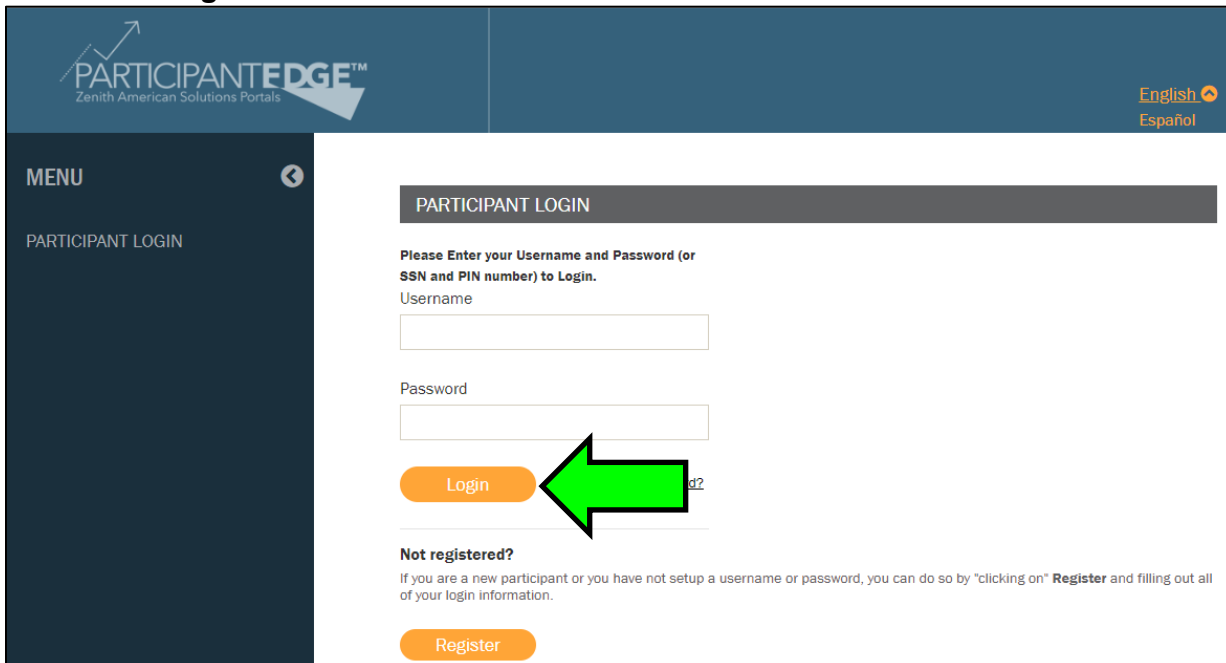 PARTICIPANTEDGE™
Zenith American Solutions Portals
English
Español
MENU
PARTICIPANT LOGIN
PARTICIPANT LOGIN
Please Enter your Username and Password (or
SSN and PIN number) to Login.
Username
Password
Login
Not registered?
If you are a new participant or you have not setup a username or password, you can do so by "clicking on" Register and filling out all
of your login information.
Register